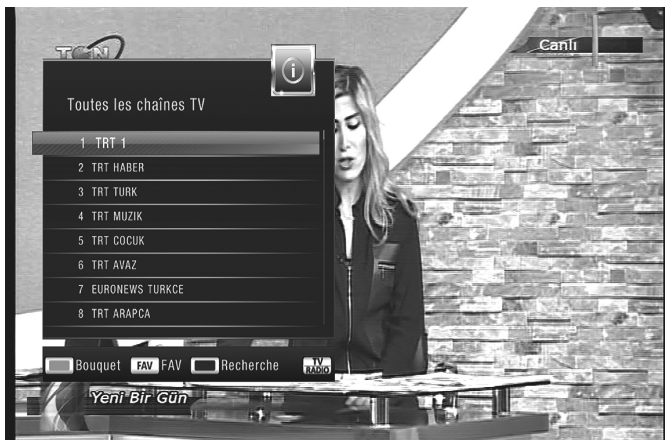 TGN
Canlı
Toutes les chaînes TV
1 TRT 1
2 TRT HABER
3 TRT TURK
4 TRT MUZIK
5 TRT COCUK
6 TRT AVAZ
7 EURONEWS TURKCE
8 TRT ARAPCA
Bouquet FAV FAV Recherche TV RADIO
Yeni Bir Gün